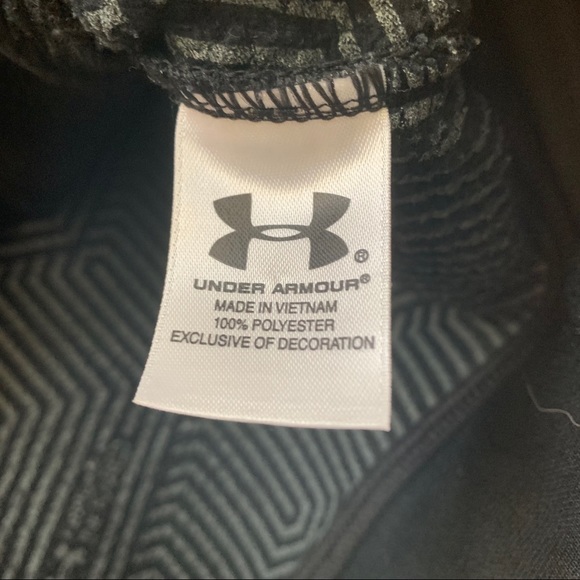 ®
UNDER ARMOUR®
MADE IN VIETNAM
100% POLYESTER
EXCLUSIVE OF DECORATION